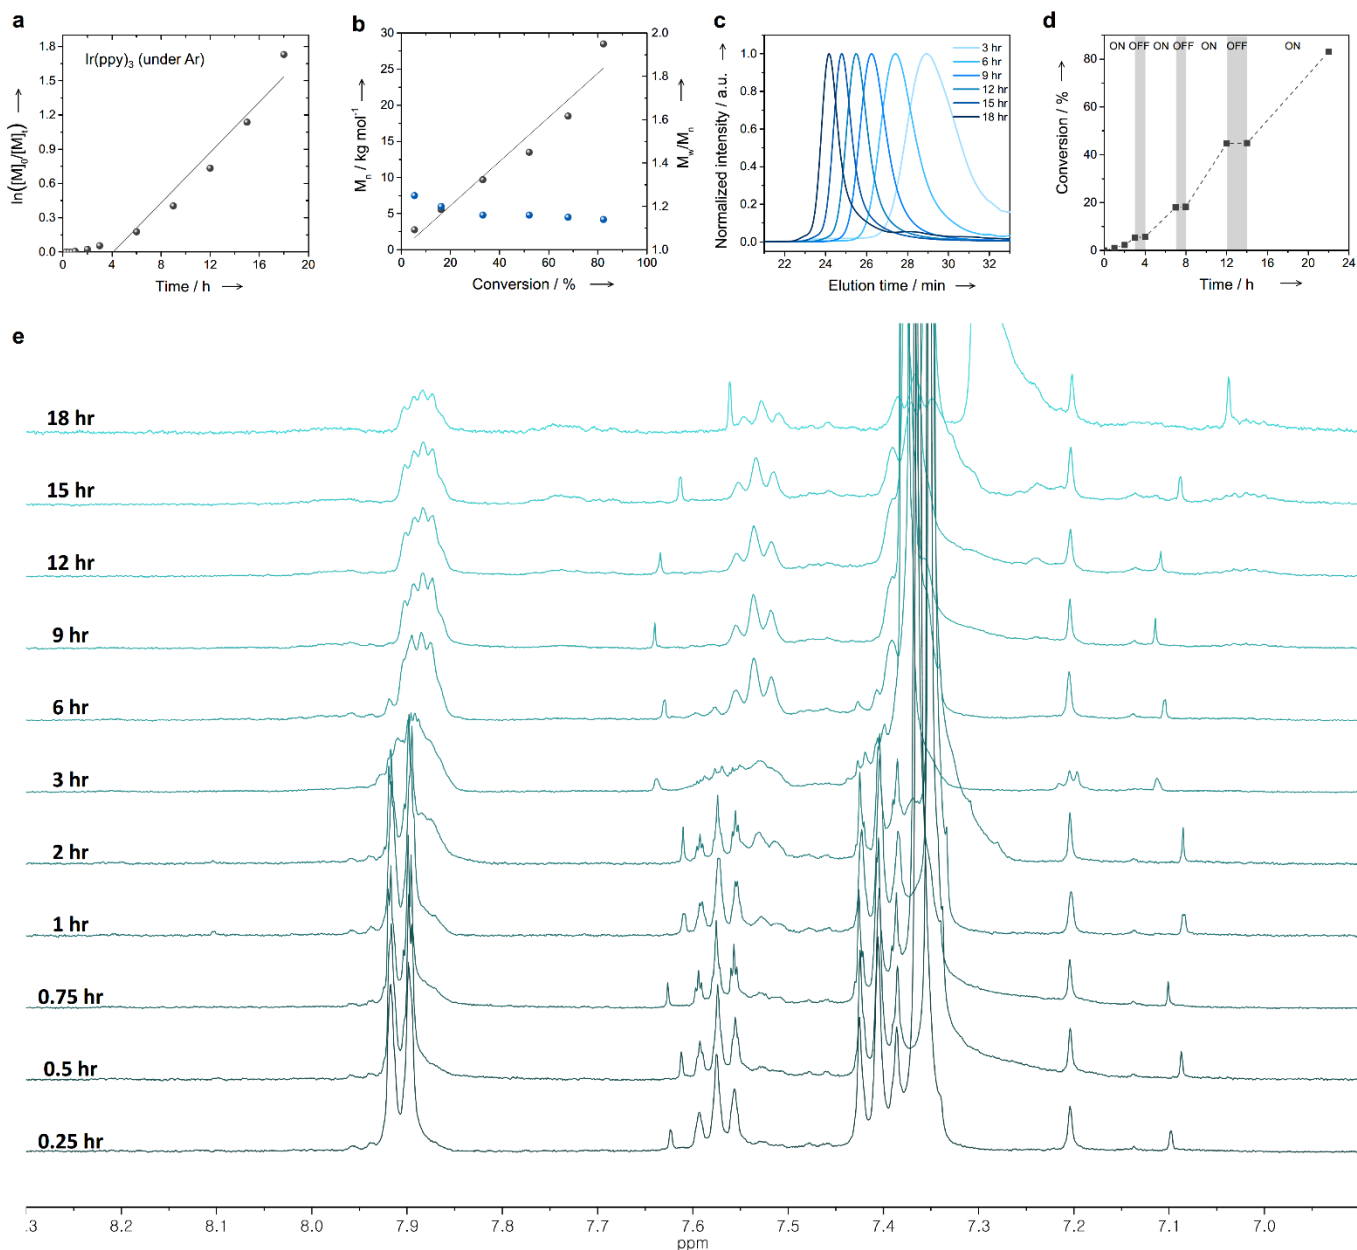 a
1.8
1.5
1.2
0.9
0.6
0.3
0.0
Ir(ppy)3 (under Ar)
ln([M]0/[M]t)
0 4 8 12 16 20
Time / h
b
30
25
20
15
10
5
0
Mn / kg mol-1
2.0
1.8
1.6
1.4
1.2
1.0
Mw/Mn
0 20 40 60 80 100
Conversion / %
c
1.0
0.8
0.6
0.4
0.2
0.0
Normalized intensity / a.u.
3 hr
6 hr
9 hr
12 hr
15 hr
18 hr
22 24 26 28 30 32
Elution time / min
d
ON OFF ON OFF ON OFF ON
80
60
40
20
0
Conversion / %
0 4 8 12 16 20 24
Time / h
e
18 hr
15 hr
12 hr
9 hr
6 hr
3 hr
2 hr
1 hr
0.75 hr
0.5 hr
0.25 hr
.3 8.2 8.1 8.0 7.9 7.8 7.7 7.6 7.5 7.4 7.3 7.2 7.1 7.0
ppm